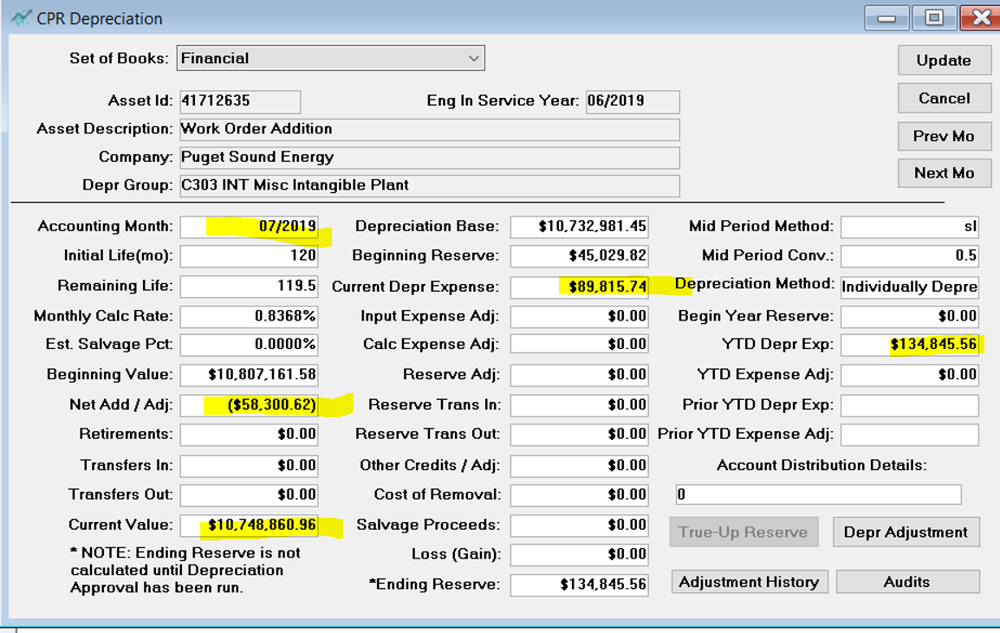 CPR Depreciation
Set of Books: Financial
Update
Asset Id: 41712635 Eng In Service Year: 06/2019
Cancel
Asset Description: Work Order Addition
Prev Mo
Company: Puget Sound Energy
Next Mo
Depr Group: C303 INT Misc Intangible Plant
Accounting Month: 07/2019 Depreciation Base: $10,732,981.45 Mid Period Method: sl
Initial Life(mo): 120 Beginning Reserve: $45,029.82 Mid Period Conv.: 0.5
Remaining Life: 119.5 Current Depr Expense: $89,815.74 Depreciation Method: Individually Depre
Monthly Calc Rate: 0.8368% Input Expense Adj: $0.00 Begin Year Reserve: $0.00
Est. Salvage Pct: 0.0000% Calc Expense Adj: $0.00 YTD Depr Exp: $134,845.56
Beginning Value: $10,807,161.58 Reserve Adj: $0.00 YTD Expense Adj: $0.00
Net Add / Adj: ($58,300.62) Reserve Trans In: $0.00 Prior YTD Depr Exp:
Retirements: $0.00 Reserve Trans Out: $0.00 Prior YTD Expense Adj:
Transfers In: $0.00 Other Credits / Adj: $0.00 Account Distribution Details:
Transfers Out: $0.00 Cost of Removal: $0.00 0
Current Value: $10,748,860.96 Salvage Proceeds: $0.00 True-Up Reserve Depr Adjustment
* NOTE: Ending Reserve is not
calculated until Depreciation
Approval has been run.
Loss (Gain): $0.00
*Ending Reserve: $134,845.56 Adjustment History Audits